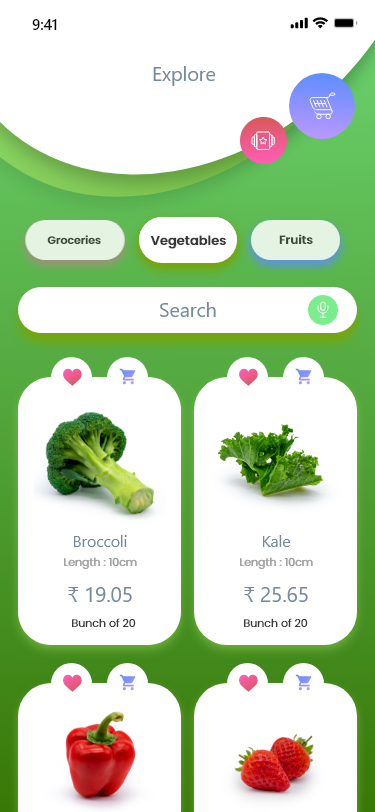 9:41
Explore
Groceries
Vegetables
Fruits
Search
Broccoli
Length : 10cm
₹ 19.05
Bunch of 20
Kale
Length : 10cm
₹ 25.65
Bunch of 20